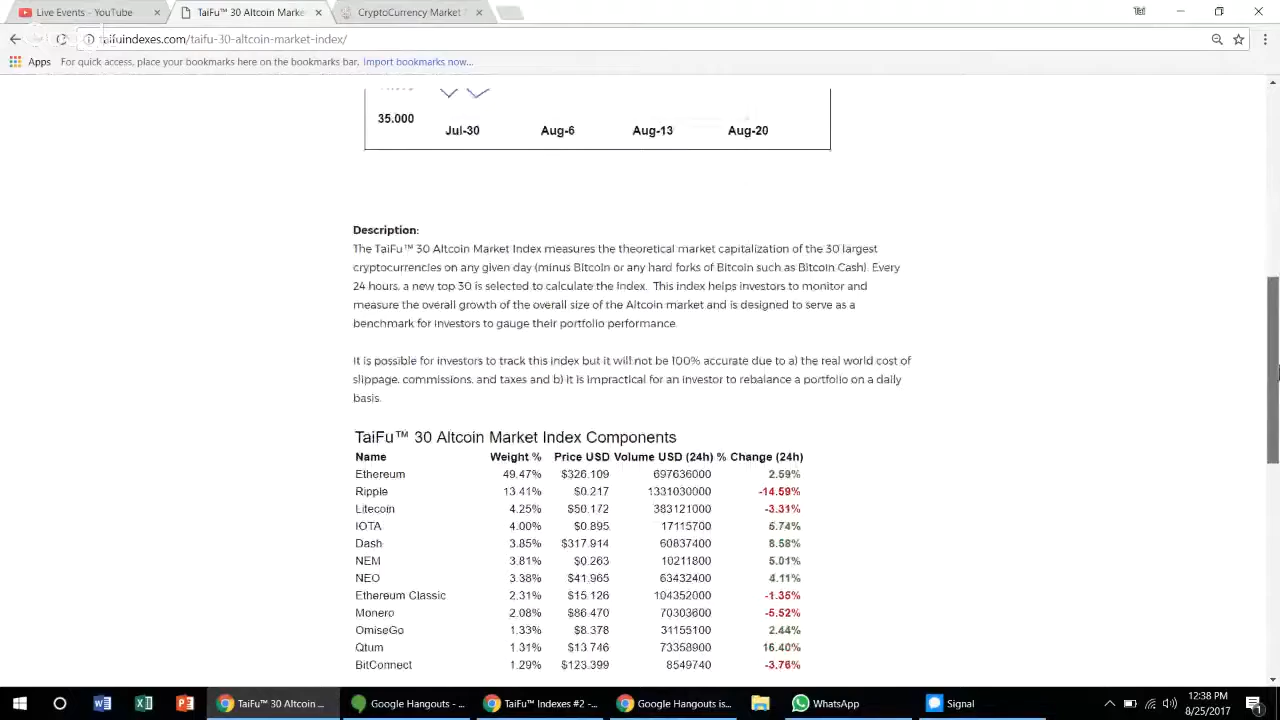 Live Events - YouTube
TaiFu™ 30 Altcoin Marke
CryptoCurrency Market
taifuindexes.com/taifu-30-altcoin-market-index/
Apps For quick access, place your bookmarks here on the bookmarks bar. Import bookmarks now...
35.000
Jul-30 Aug-6 Aug-13 Aug-20
Description:
The TaiFu™ 30 Altcoin Market Index measures the theoretical market capitalization of the 30 largest
cryptocurrencies on any given day (minus Bitcoin or any hard forks of Bitcoin such as Bitcoin Cash). Every
24 hours, a new top 30 is selected to calculate the Index. This index helps investors to monitor and
measure the overall growth of the overall size of the Altcoin market and is designed to serve as a
benchmark for investors to gauge their portfolio performance.
It is possible for investors to track this index but it will not be 100% accurate due to a) the real world cost of
slippage, commissions, and taxes and b) it is impractical for an investor to rebalance a portfolio on a daily
basis.
TaiFu™ 30 Altcoin Market Index Components
Name Weight % Price USD Volume USD (24h) % Change (24h)
Ethereum 49.47% $326.109 697636000 2.59%
Ripple 13.41% $0.217 1331030000 -14.59%
Litecoin 4.25% $50.172 383121000 -3.31%
IOTA 4.00% $0.895 17115700 5.74%
Dash 3.85% $317.914 60837400 8.58%
NEM 3.81% $0.263 10211800 5.01%
NEO 3.38% $41.965 63432400 4.11%
Ethereum Classic 2.31% $15.126 104352000 -1.35%
Monero 2.08% $86.470 70303600 -5.52%
OmiseGo 1.33% $8.378 31155100 2.44%
Qtum 1.31% $13.746 73358900 16.40%
BitConnect 1.29% $123.399 8549740 -3.76%
TaiFu™ 30 Altcoin ...
Google Hangouts - ...
TaiFu™ Indexes #2 -...
Google Hangouts is...
WhatsApp
Signal
12:38 PM
8/25/2017